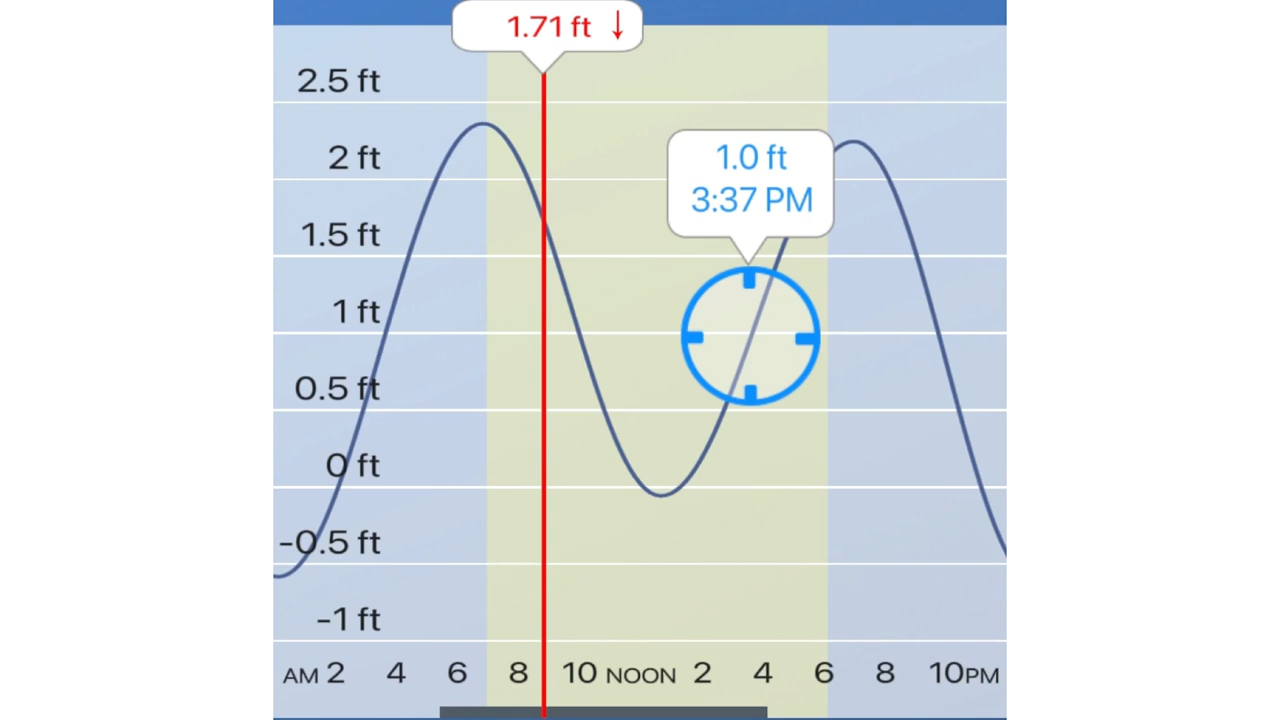 1.71 ft ↓
2.5 ft
2 ft
1.0 ft
3:37 PM
1.5 ft
1 ft
0.5 ft
0 ft
-0.5 ft
-1 ft
AM 2 4 6 8 10 NOON 2 4 6 8 10PM